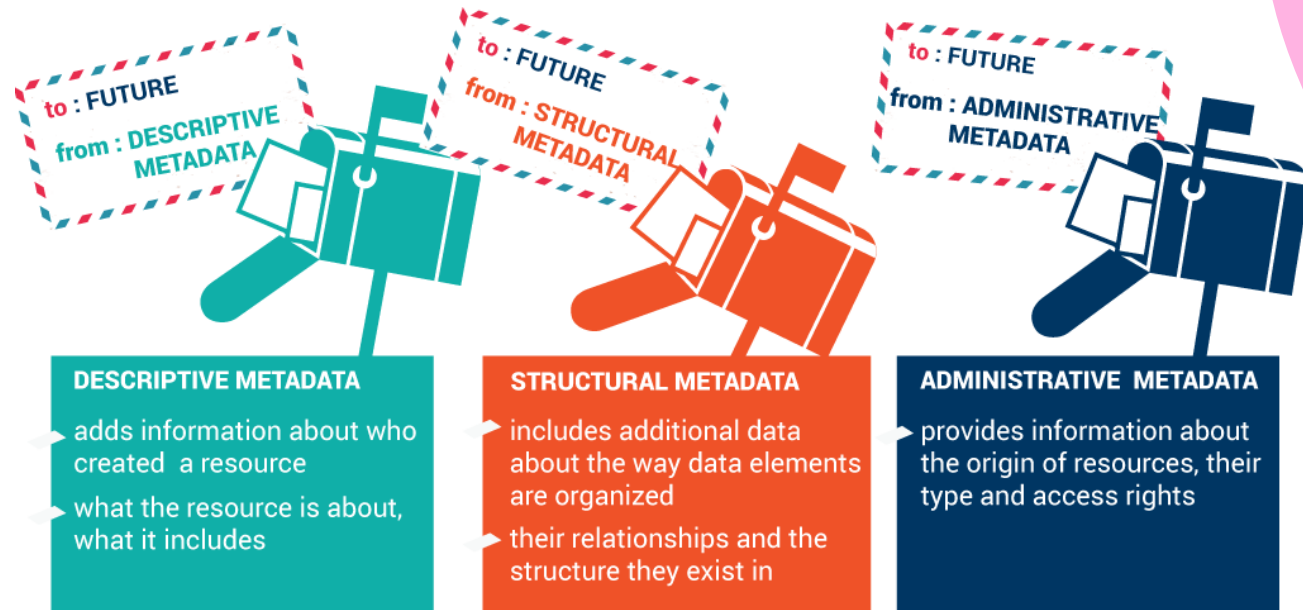 to : FUTURE
from : DESCRIPTIVE
METADATA
to : FUTURE
from : STRUCTURAL
METADATA
to : FUTURE
from : ADMINISTRATIVE
METADATA
DESCRIPTIVE METADATA
adds information about who
created a resource
what the resource is about,
what it includes
STRUCTURAL METADATA
includes additional data
about the way data elements
are organized
their relationships and the
structure they exist in
ADMINISTRATIVE METADATA
provides information about
the origin of resources, their
type and access rights